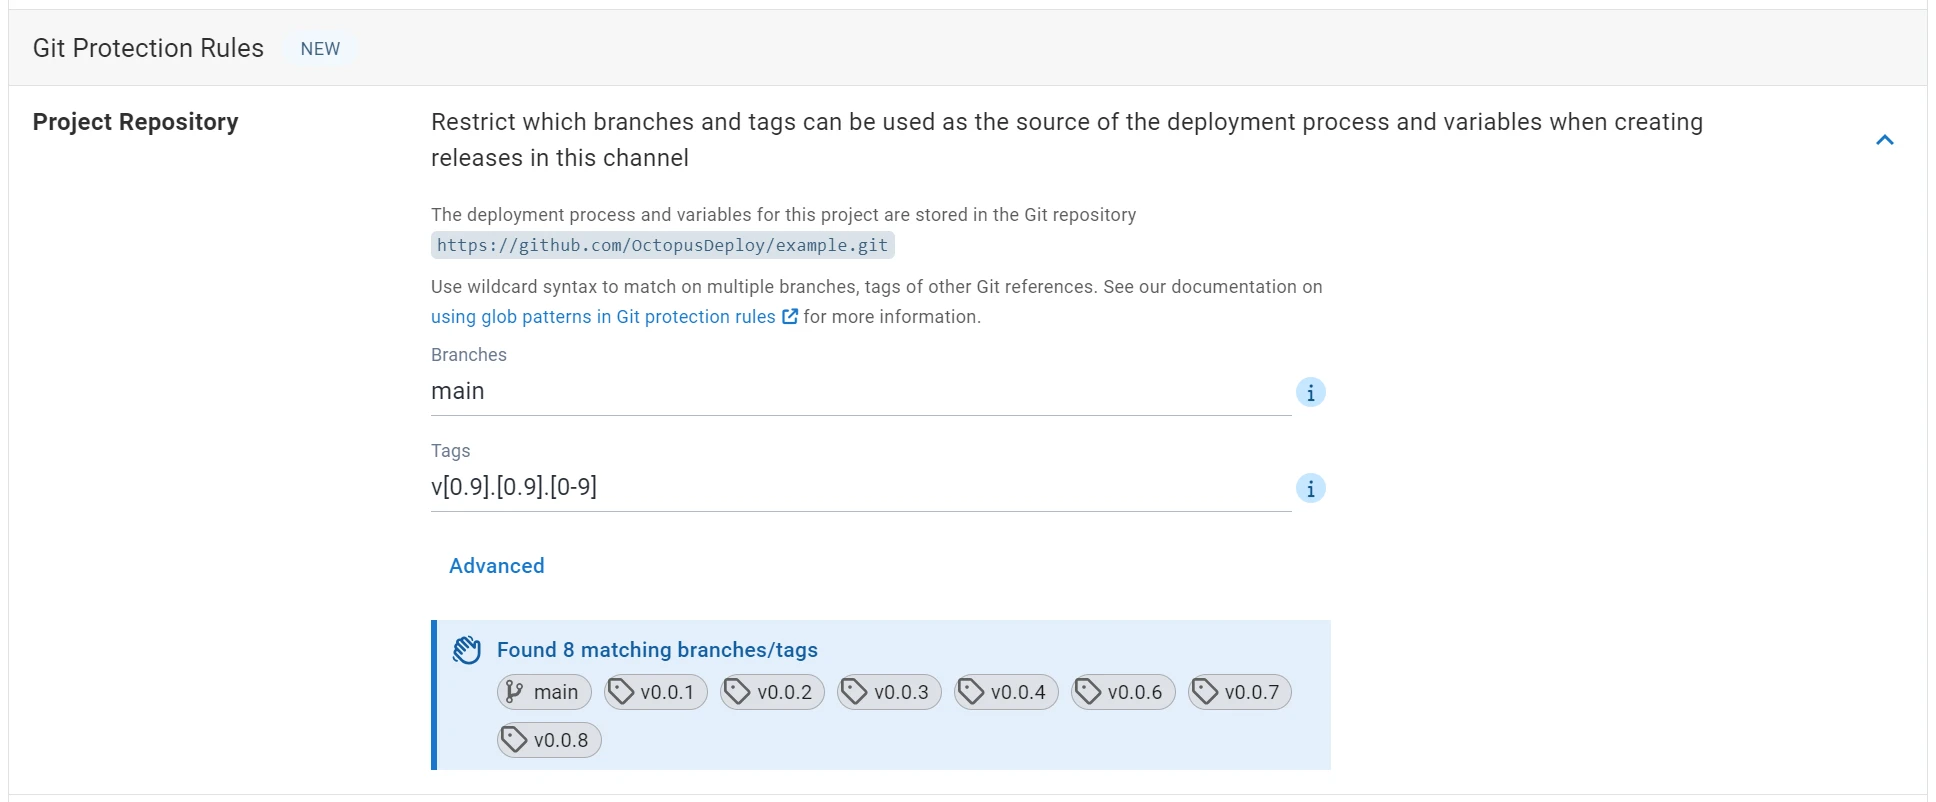 Git Protection Rules NEW
Project Repository
Restrict which branches and tags can be used as the source of the deployment process and variables when creating
releases in this channel
The deployment process and variables for this project are stored in the Git repository
https://github.com/OctopusDeploy/example.git
Use wildcard syntax to match on multiple branches, tags of other Git references. See our documentation on
using glob patterns in Git protection rules for more information.
Branches
main
Tags
v[0.9].[0.9].[0-9]
Advanced
Found 8 matching branches/tags
main v0.0.1 v0.0.2 v0.0.3 v0.0.4 v0.0.6 v0.0.7
v0.0.8